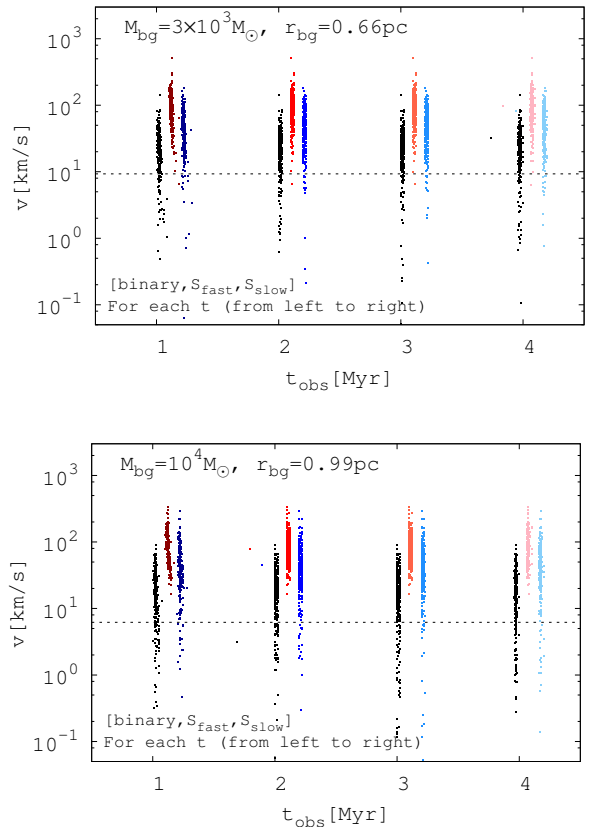 M_bg=3×10^3M_⊙, r_bg=0.66pc
10^3
10^2
10^1
10^0
10^-1
v[km/s]
[binary,S_fast,S_slow]
For each t (from left to right)
1 2 3 4
t_obs[Myr]
M_bg=10^4M_⊙, r_bg=0.99pc
10^3
10^2
10^1
10^0
10^-1
v[km/s]
[binary,S_fast,S_slow]
For each t (from left to right)
1 2 3 4
t_obs[Myr]